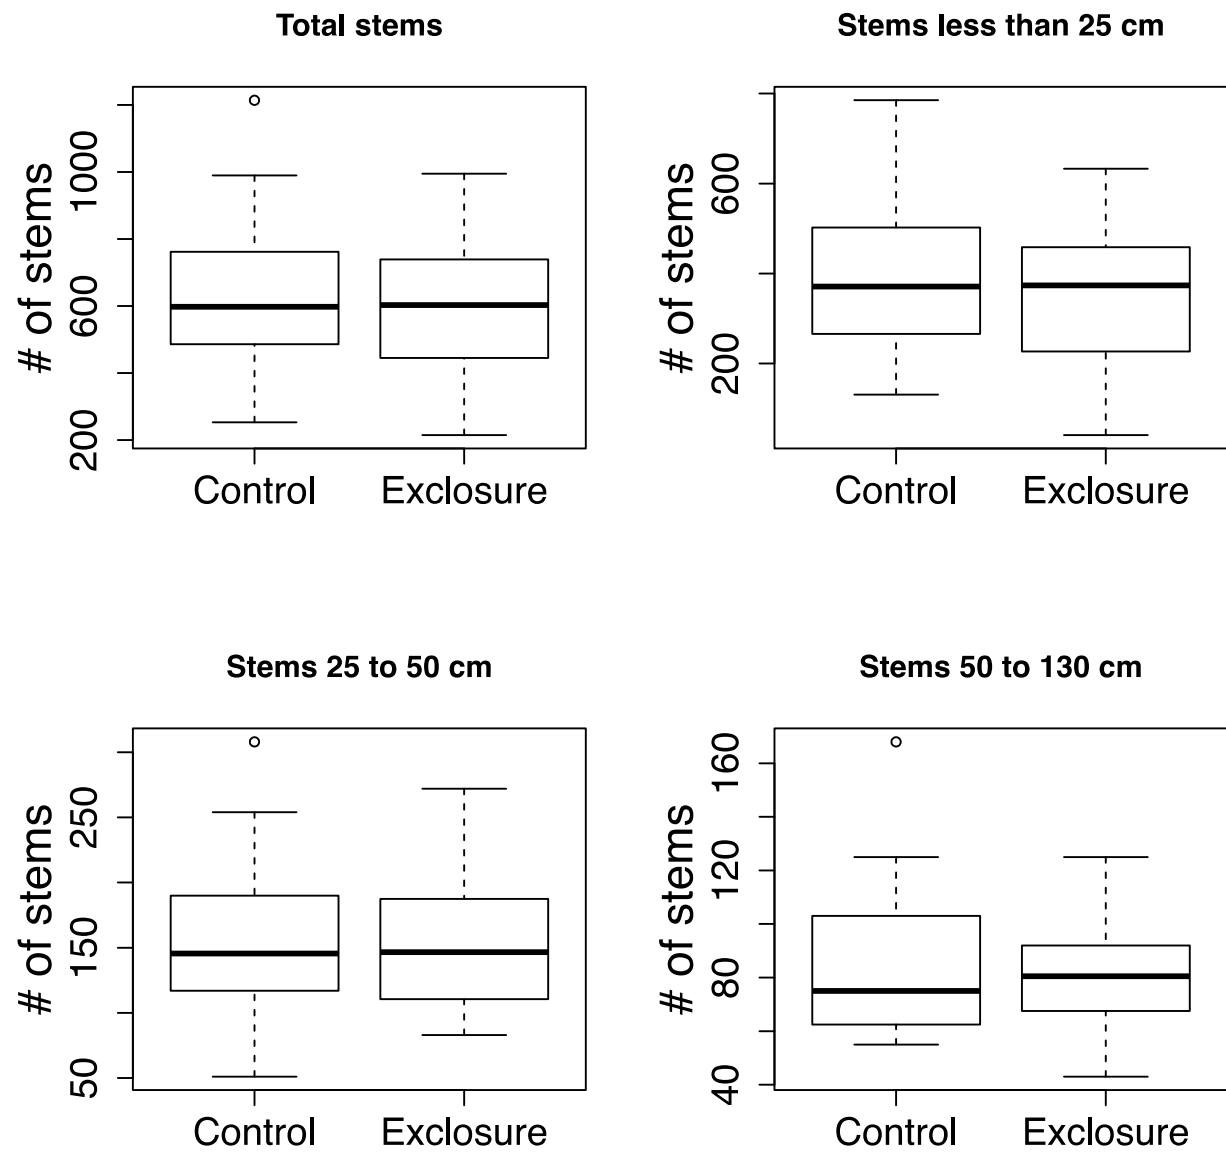 Total stems
# of stems
200
600
1000
Control
Exclosure
Stems less than 25 cm
# of stems
200
600
Control
Exclosure
Stems 25 to 50 cm
# of stems
50
150
250
Control
Exclosure
Stems 50 to 130 cm
# of stems
40
80
120
160
Control
Exclosure